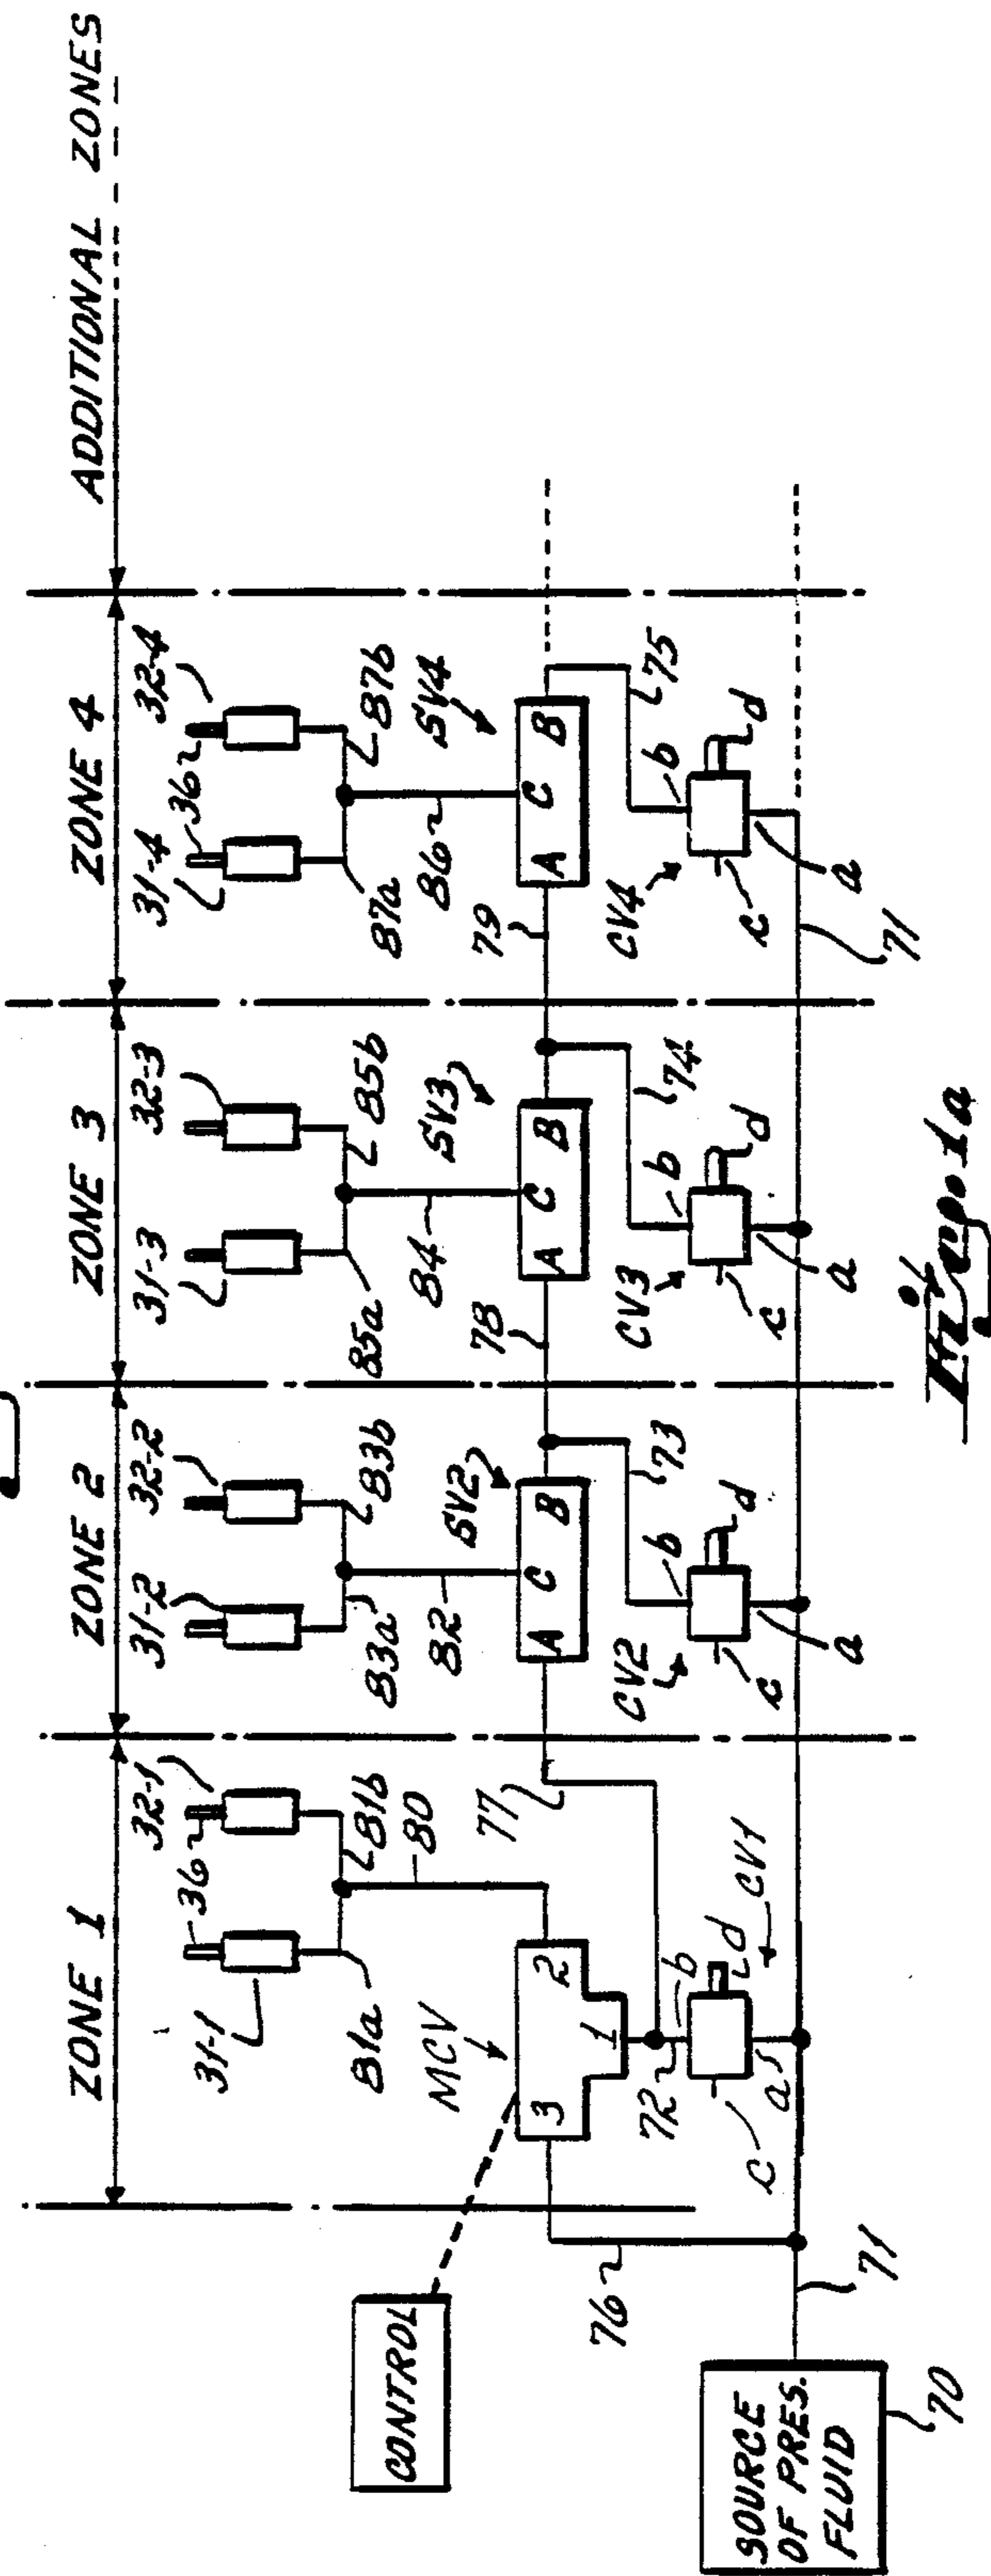 ZONE 1
ZONE 2
ZONE 3
ZONE 4
ADDITIONAL ZONES
31-1
36
32-1
31-2
32-2
31-3
32-3
31-4
36
32-4
81a
81b
80
83a
83b
82
85a
85b
84
87a
87b
86
CONTROL
MCV
3
2
1
77
A
C
B
SV2
78
A
C
B
SV3
79
A
C
B
SV4
76
72
b
c
d
a
CV1
73
b
CV2
c
d
a
74
b
CV3
c
d
a
75
b
CV4
c
d
a
SOURCE
OF PRES.
FLUID
70
71
71
Fig. 1a